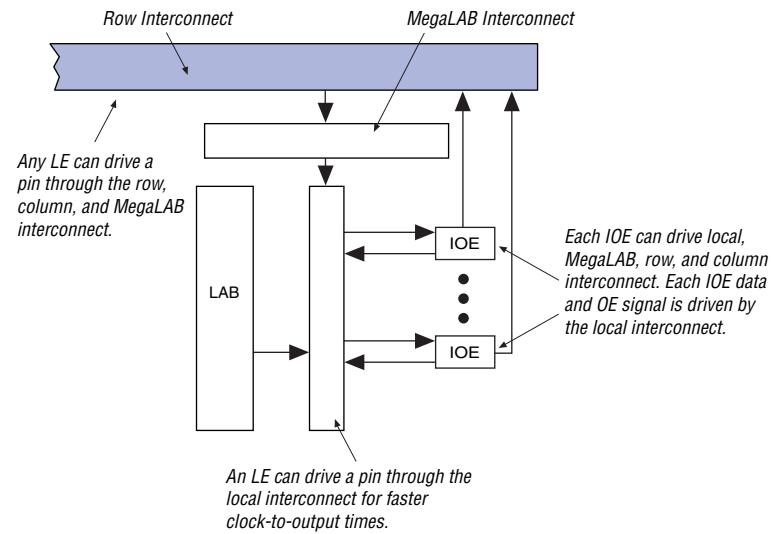 Row Interconnect
MegaLAB Interconnect
Any LE can drive a
pin through the row,
column, and MegaLAB
interconnect.
LAB
IOE
IOE
Each IOE can drive local,
MegaLAB, row, and column
interconnect. Each IOE data
and OE signal is driven by
the local interconnect.
An LE can drive a pin through the
local interconnect for faster
clock-to-output times.